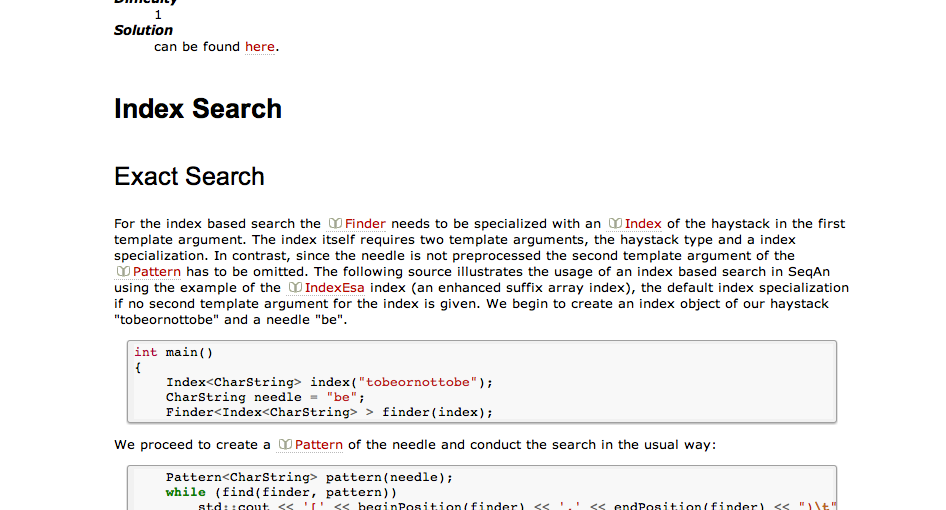 Difficulty
1
Solution
can be found here.
Index Search
Exact Search
For the index based search the Finder needs to be specialized with an Index of the haystack in the first
template argument. The index itself requires two template arguments, the haystack type and a index
specialization. In contrast, since the needle is not preprocessed the second template argument of the
Pattern has to be omitted. The following source illustrates the usage of an index based search in SeqAn
using the example of the IndexEsa index (an enhanced suffix array index), the default index specialization
if no second template argument for the index is given. We begin to create an index object of our haystack
"tobeornottobe" and a needle "be".
int main()
{
    Index<CharString> index("tobeornottobe");
    CharString needle = "be";
    Finder<Index<CharString> > finder(index);
We proceed to create a Pattern of the needle and conduct the search in the usual way:
    Pattern<CharString> pattern(needle);
    while (find(finder, pattern))
        std::cout << '[' << beginPosition(finder) << ',' << endPosition(finder) << ")\t"